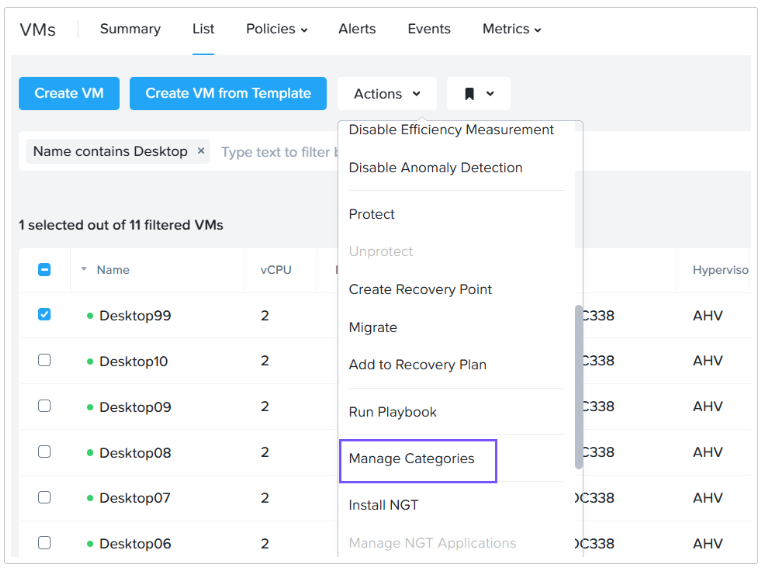 VMs Summary List Policies Alerts Events Metrics
Create VM Create VM from Template Actions
Disable Efficiency Measurement
Name contains Desktop × Type text to filter
Disable Anomaly Detection
Protect
1 selected out of 11 filtered VMs
Unprotect
Name vCPU Hyperviso
Create Recovery Point
Desktop99 2 C338 AHV
Migrate
Desktop10 2 C338 AHV
Add to Recovery Plan
Desktop09 2 C338 AHV
Run Playbook
Desktop08 2 C338 AHV
Manage Categories
Desktop07 2 OC338 AHV
Install NGT
Desktop06 2 OC338 AHV
Manage NGT Applications